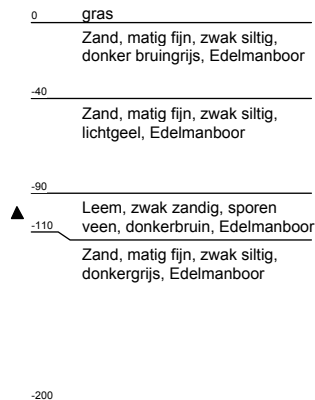 0 gras
Zand, matig fijn, zwak siltig,
donker bruingrijs, Edelmanboor
-40
Zand, matig fijn, zwak siltig,
lichtgeel, Edelmanboor
-90
Leem, zwak zandig, sporen
veen, donkerbruin, Edelmanboor
-110
Zand, matig fijn, zwak siltig,
donkergrijs, Edelmanboor
-200